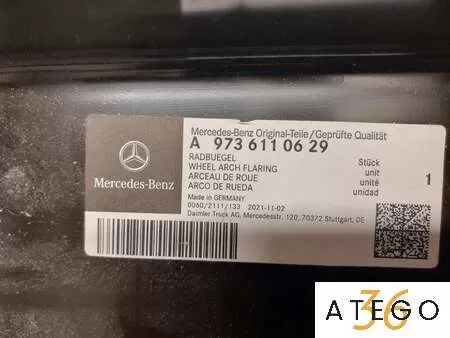 Mercedes-Benz Original-Teile/Geprüfte Qualität
A 973 611 06 29
RADBUEGEL
WHEEL ARCH FLARING
ARCEAU DE ROUE
ARCO DE RUEDA
Stück
unit
unité
unidad
1
Mercedes-Benz
Made in GERMANY
0060/2111/133 2021-11-02
Daimler Truck AG, Mercedesstr. 120, 70372 Stuttgart, DE
36
ATEGO